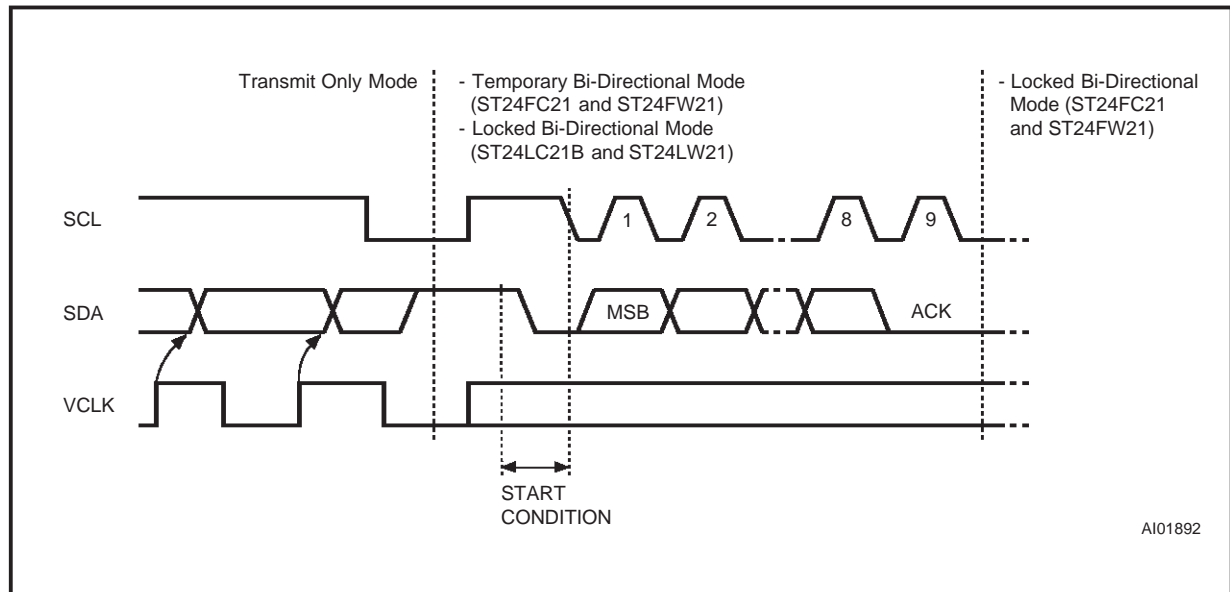 Transmit Only Mode
- Temporary Bi-Directional Mode
(ST24FC21 and ST24FW21)
- Locked Bi-Directional Mode
(ST24LC21B and ST24LW21)
- Locked Bi-Directional
Mode (ST24FC21
and ST24FW21)
SCL
1
2
8
9
SDA
MSB
ACK
VCLK
START
CONDITION
AI01892